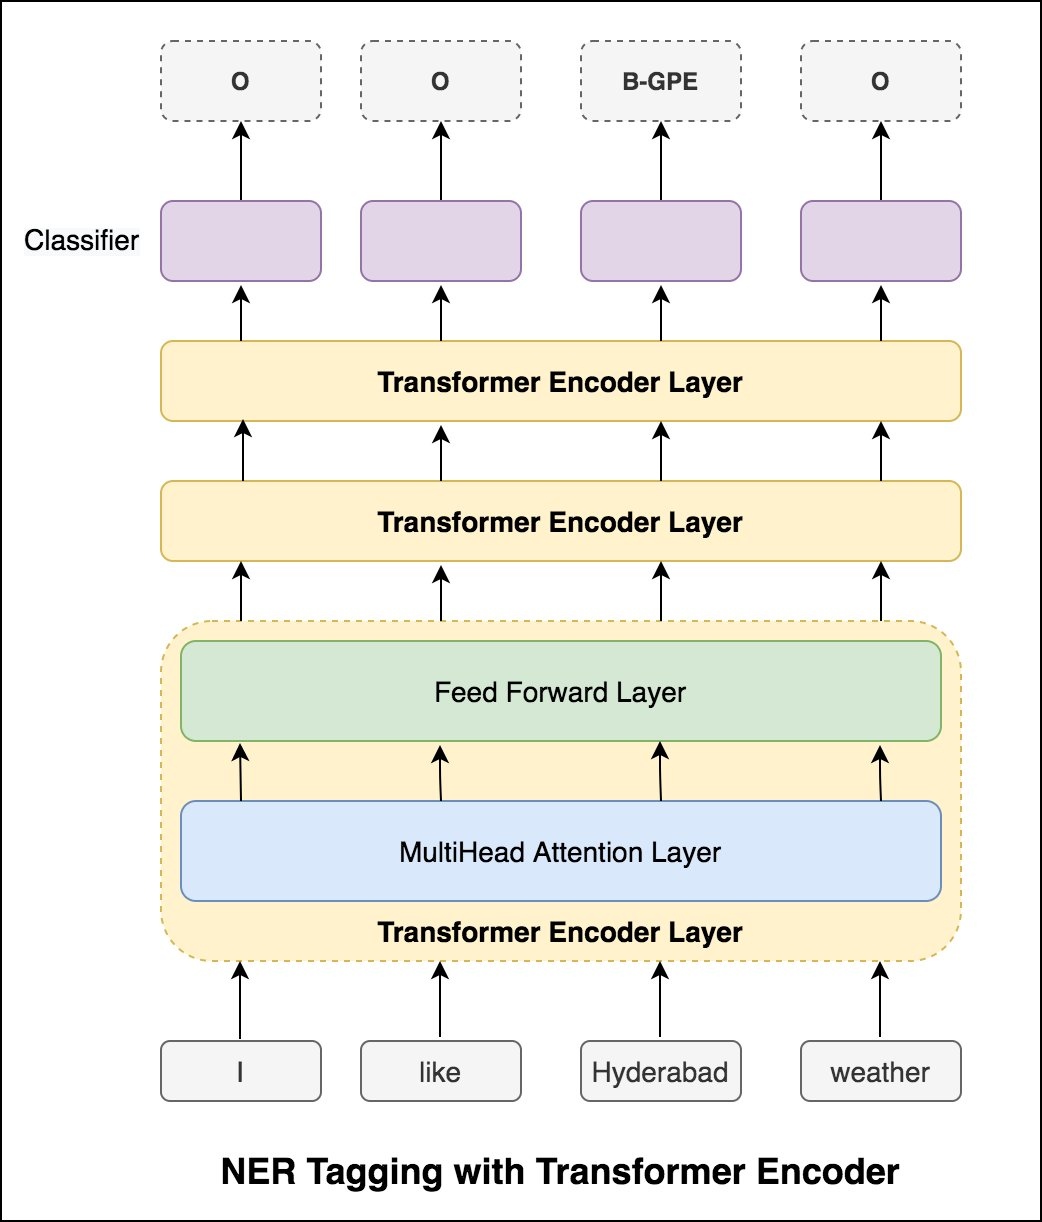 O O B-GPE O
Classifier
Transformer Encoder Layer
Transformer Encoder Layer
Feed Forward Layer
MultiHead Attention Layer
Transformer Encoder Layer
I like Hyderabad weather
NER Tagging with Transformer Encoder